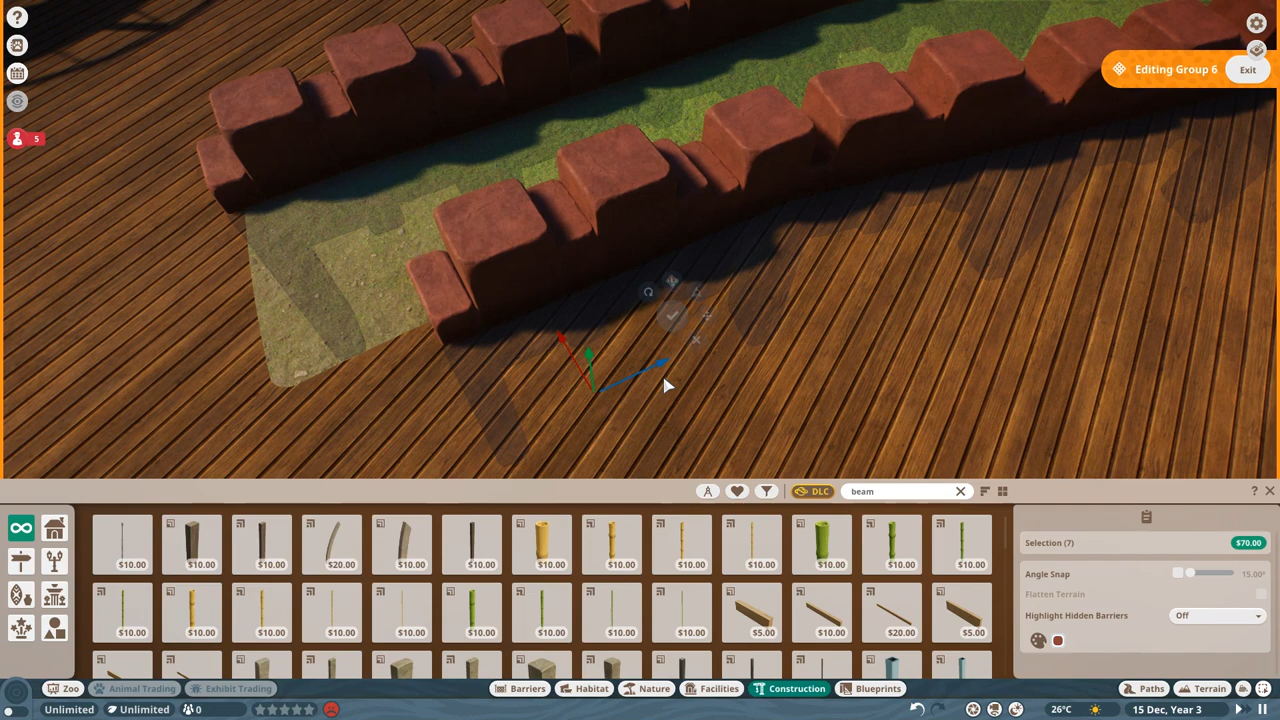 ?
Editing Group 6
Exit
5
DLC
beam
? 
$10.00 $10.00 $10.00 $20.00 $10.00 $10.00 $10.00 $10.00 $10.00 $10.00 $10.00 $10.00 $10.00
$10.00 $10.00 $10.00 $10.00 $10.00 $10.00 $10.00 $10.00 $10.00 $5.00 $10.00 $20.00 $5.00
Selection (7) $70.00
Angle Snap 15.00°
Flatten Terrain
Highlight Hidden Barriers Off
Zoo Animal Trading Exhibit Trading Barriers Habitat Nature Facilities Construction Blueprints Paths Terrain
Unlimited Unlimited 0 26°C 15 Dec, Year 3